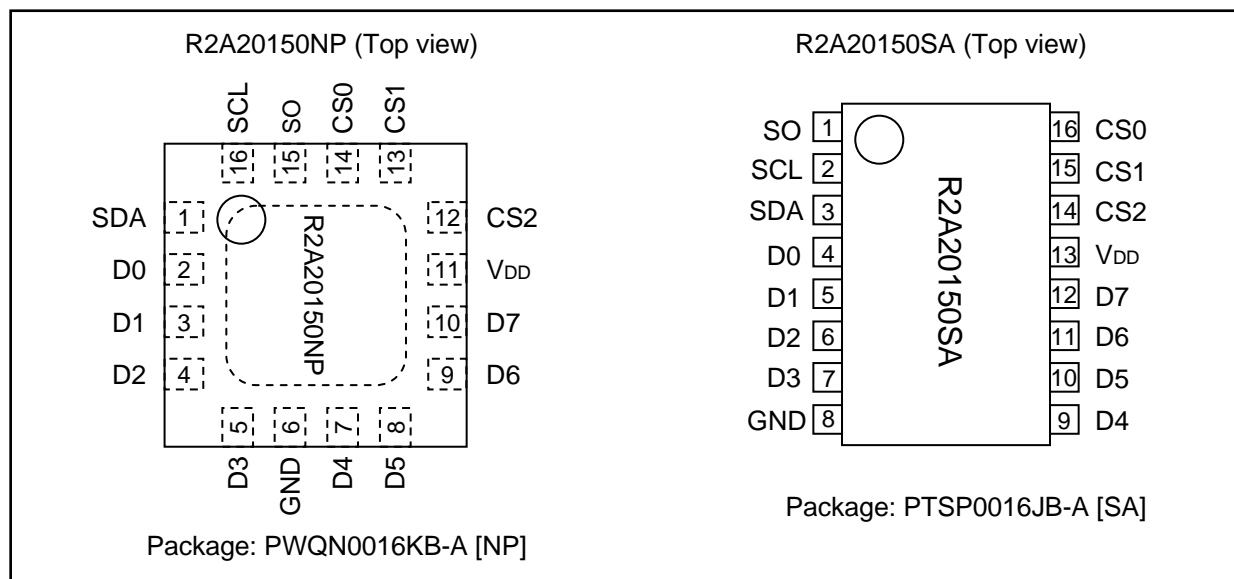 R2A20150NP (Top view)
SCL SO CS0 CS1
16 15 14 13
SDA 1 12 CS2
D0 2 11 VDD
D1 3 10 D7
D2 4 9 D6
R2A20150NP
5 6 7 8
D3 GND D4 D5
Package: PWQN0016KB-A [NP]
R2A20150SA (Top view)
SO 1 16 CS0
SCL 2 15 CS1
SDA 3 14 CS2
D0 4 13 VDD
D1 5 12 D7
D2 6 11 D6
D3 7 10 D5
GND 8 9 D4
R2A20150SA
Package: PTSP0016JB-A [SA]